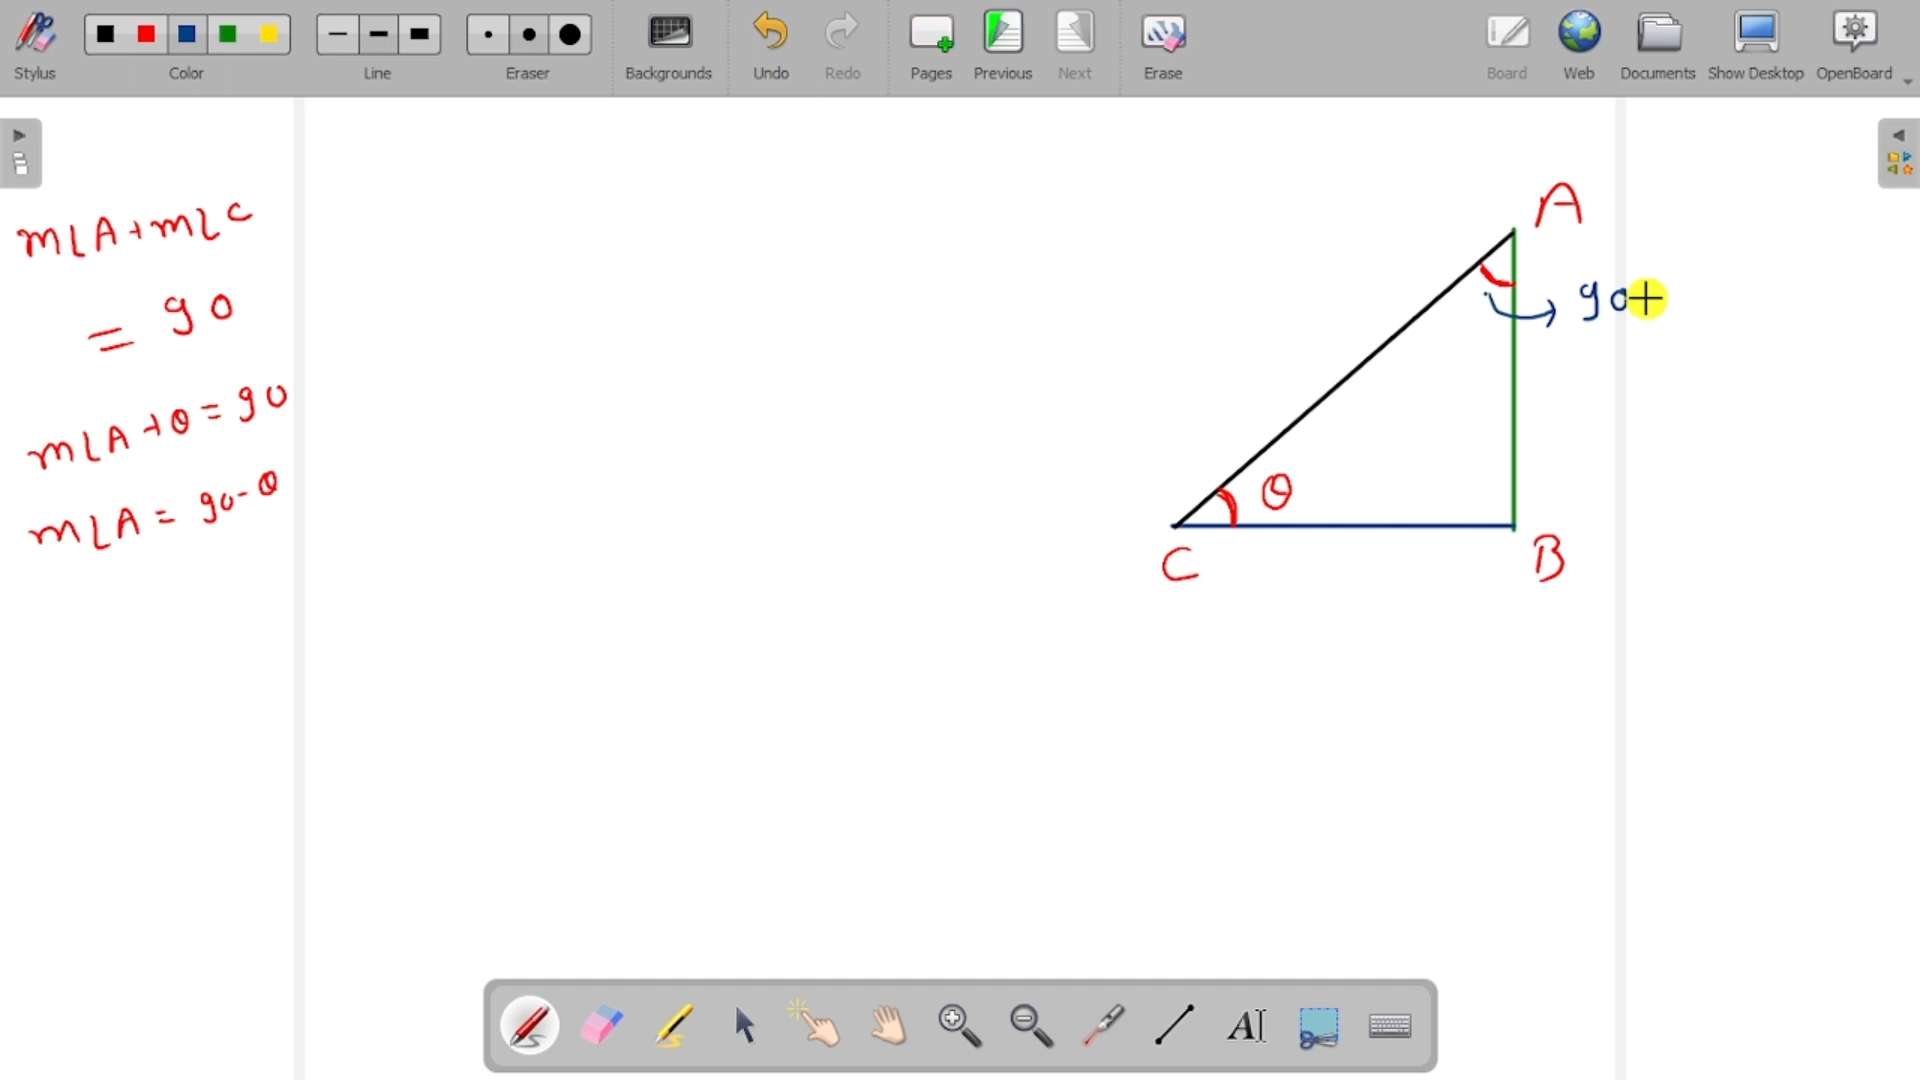 Stylus Color Line Eraser Backgrounds Undo Redo Pages Previous Next Erase Board Web Documents Show Desktop OpenBoard
m∠A+m∠C
= 90
m∠A+θ=90
m∠A=90-θ
A
90
θ
C
B